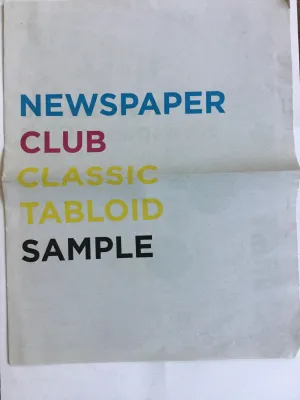 NEWSPAPER
CLUB
CLASSIC
TABLOID
SAMPLE